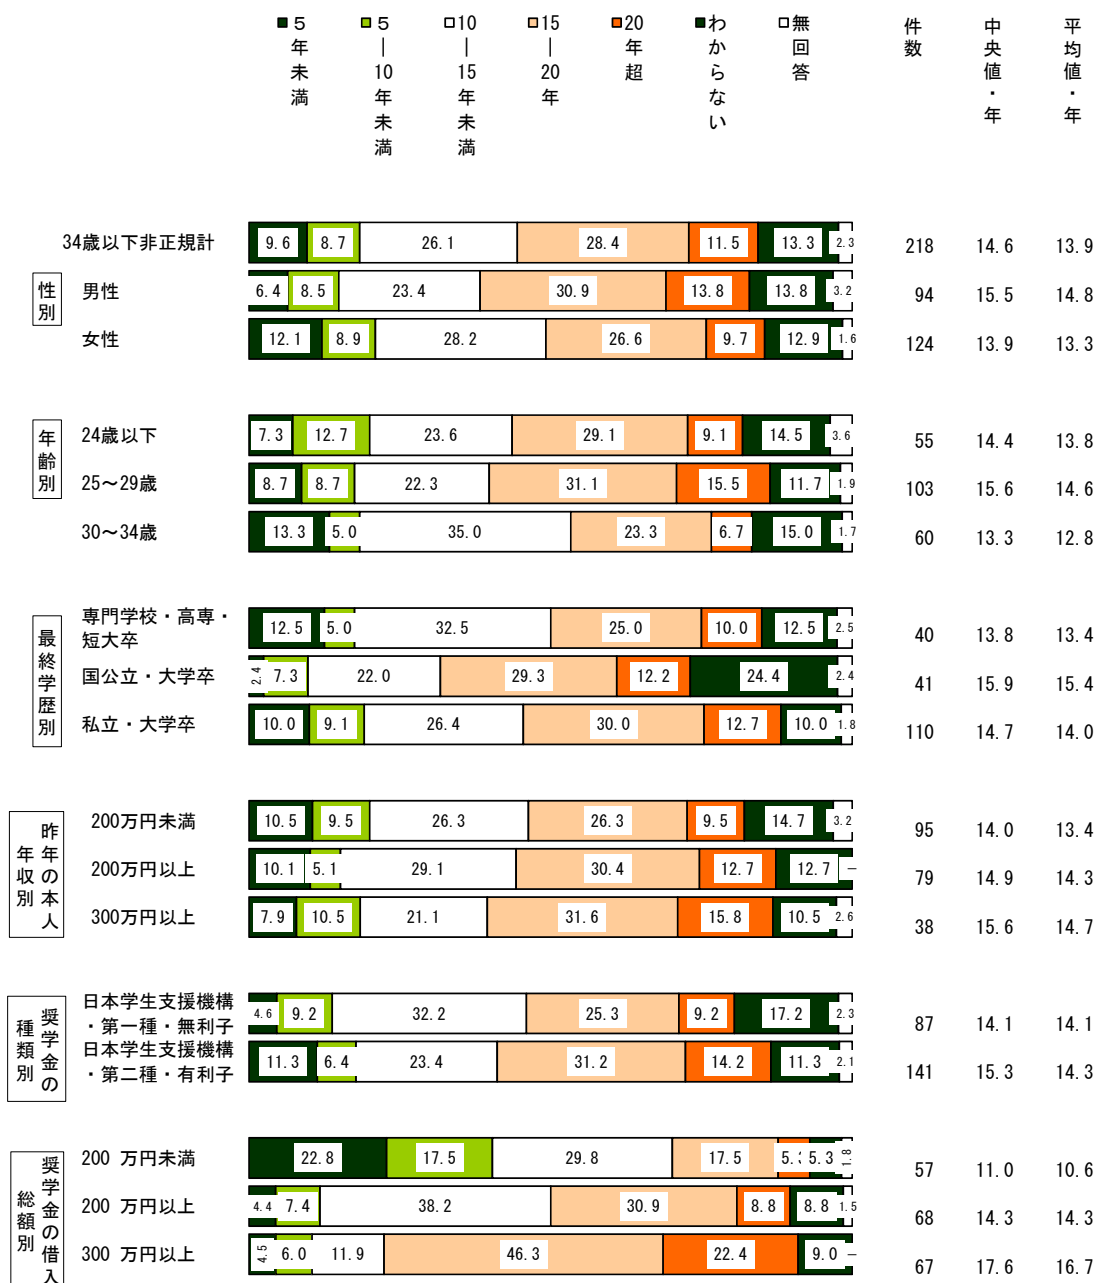 5年未満 5―10年未満 10―15年未満 15―20年 20年超 わからない 無回答 件数 中央値・年 平均値・年
34歳以下非正規計 9.6 8.7 26.1 28.4 11.5 13.3 2.3 218 14.6 13.9
性別
男性 6.4 8.5 23.4 30.9 13.8 13.8 3.2 94 15.5 14.8
女性 12.1 8.9 28.2 26.6 9.7 12.9 1.6 124 13.9 13.3
年齢別
24歳以下 7.3 12.7 23.6 29.1 9.1 14.5 3.6 55 14.4 13.8
25～29歳 8.7 8.7 22.3 31.1 15.5 11.7 1.9 103 15.6 14.6
30～34歳 13.3 5.0 35.0 23.3 6.7 15.0 1.7 60 13.3 12.8
最終学歴別
専門学校・高専・
短大卒 12.5 5.0 32.5 25.0 10.0 12.5 2.5 40 13.8 13.4
国公立・大学卒 2.4 7.3 22.0 29.3 12.2 24.4 2.4 41 15.9 15.4
私立・大学卒 10.0 9.1 26.4 30.0 12.7 10.0 1.8 110 14.7 14.0
昨年の本人
年収別
200万円未満 10.5 9.5 26.3 26.3 9.5 14.7 3.2 95 14.0 13.4
200万円以上 10.1 5.1 29.1 30.4 12.7 12.7 － 79 14.9 14.3
300万円以上 7.9 10.5 21.1 31.6 15.8 10.5 2.6 38 15.6 14.7
奨学金の
種類別
日本学生支援機構
・第一種・無利子 4.6 9.2 32.2 25.3 9.2 17.2 2.3 87 14.1 14.1
日本学生支援機構
・第二種・有利子 11.3 6.4 23.4 31.2 14.2 11.3 2.1 141 15.3 14.3
奨学金の借入
総額別
200 万円未満 22.8 17.5 29.8 17.5 5.3 5.3 1.8 57 11.0 10.6
200 万円以上 4.4 7.4 38.2 30.9 8.8 8.8 1.5 68 14.3 14.3
300 万円以上 4.5 6.0 11.9 46.3 22.4 9.0 － 67 17.6 16.7